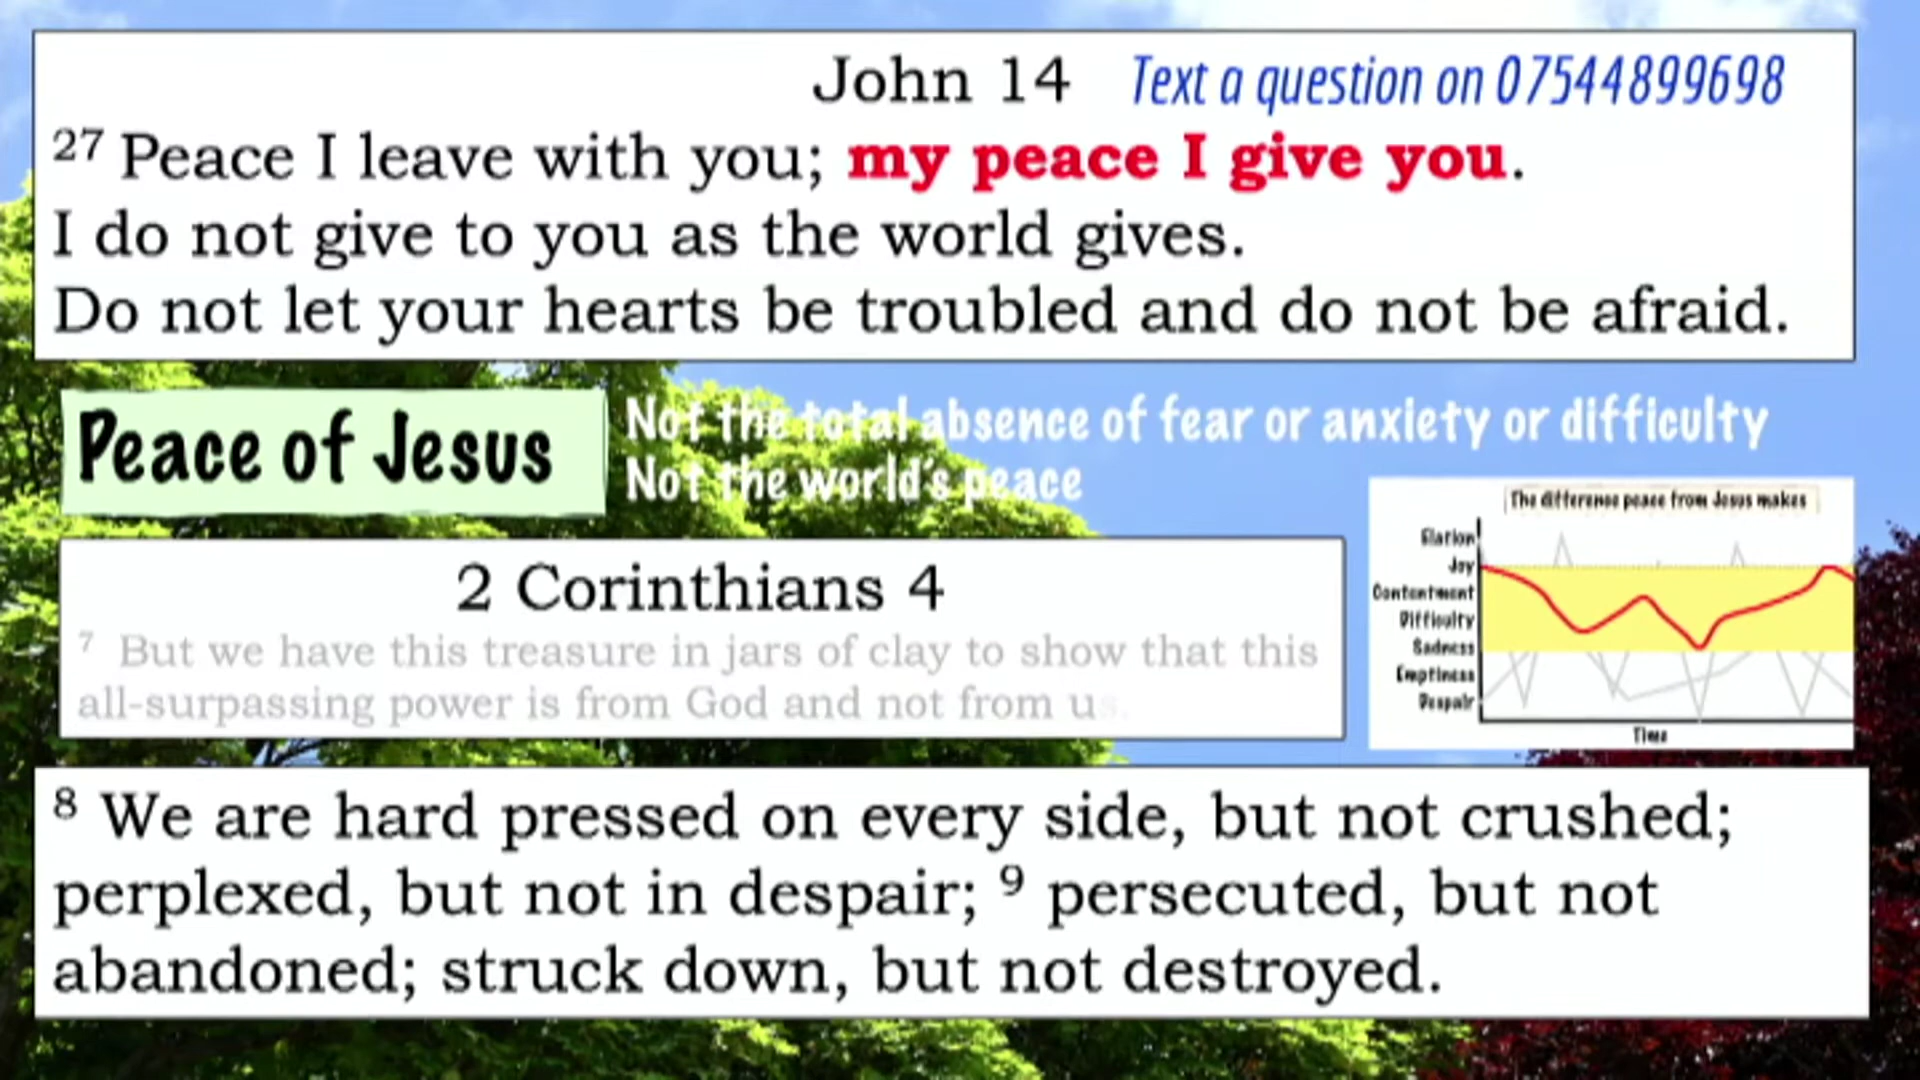 John 14 Text a question on 07544899698
27 Peace I leave with you; my peace I give you.
I do not give to you as the world gives.
Do not let your hearts be troubled and do not be afraid.
Peace of Jesus
Not the total absence of fear or anxiety or difficulty
Not the world's peace
2 Corinthians 4
7 But we have this treasure in jars of clay to show that this
all-surpassing power is from God and not from us.
The difference peace from Jesus makes
Elation
Joy
Contentment
Difficulty
Sadness
Emptiness
Despair
Time
8 We are hard pressed on every side, but not crushed;
perplexed, but not in despair; 9 persecuted, but not
abandoned; struck down, but not destroyed.